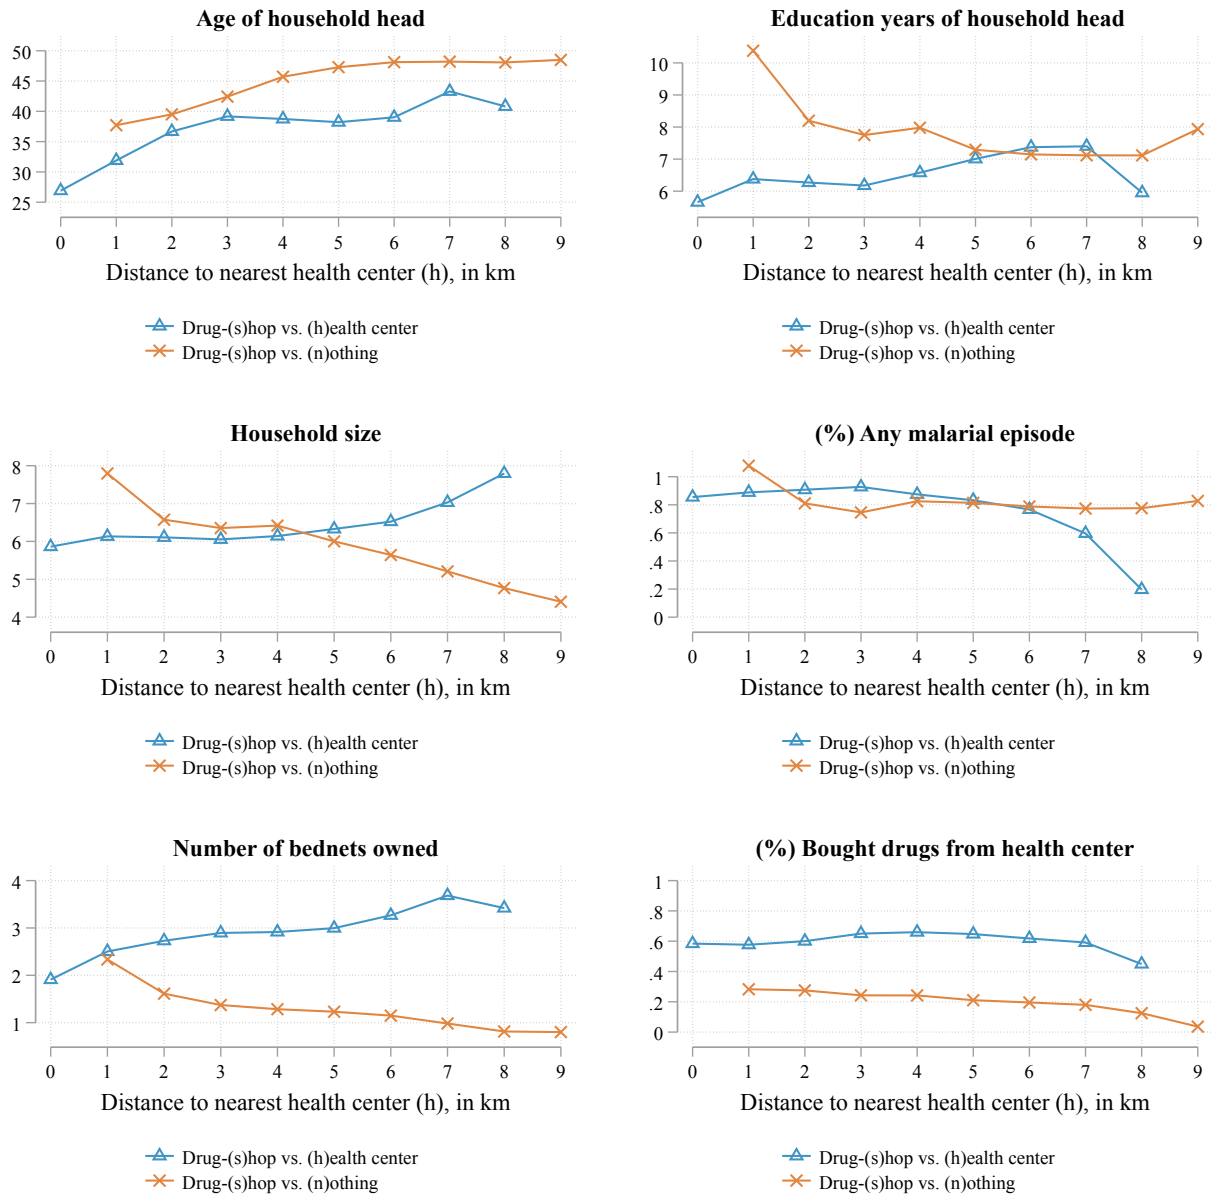 Age of household head
50
45
40
35
30
25
0 1 2 3 4 5 6 7 8 9
Distance to nearest health center (h), in km
Drug-(s)hop vs. (h)ealth center
Drug-(s)hop vs. (n)othing
Education years of household head
10
9
8
7
6
0 1 2 3 4 5 6 7 8 9
Distance to nearest health center (h), in km
Drug-(s)hop vs. (h)ealth center
Drug-(s)hop vs. (n)othing
Household size
8
7
6
5
4
0 1 2 3 4 5 6 7 8 9
Distance to nearest health center (h), in km
Drug-(s)hop vs. (h)ealth center
Drug-(s)hop vs. (n)othing
(%) Any malarial episode
1
.8
.6
.4
.2
0
0 1 2 3 4 5 6 7 8 9
Distance to nearest health center (h), in km
Drug-(s)hop vs. (h)ealth center
Drug-(s)hop vs. (n)othing
Number of bednets owned
4
3
2
1
0 1 2 3 4 5 6 7 8 9
Distance to nearest health center (h), in km
Drug-(s)hop vs. (h)ealth center
Drug-(s)hop vs. (n)othing
(%) Bought drugs from health center
1
.8
.6
.4
.2
0
0 1 2 3 4 5 6 7 8 9
Distance to nearest health center (h), in km
Drug-(s)hop vs. (h)ealth center
Drug-(s)hop vs. (n)othing